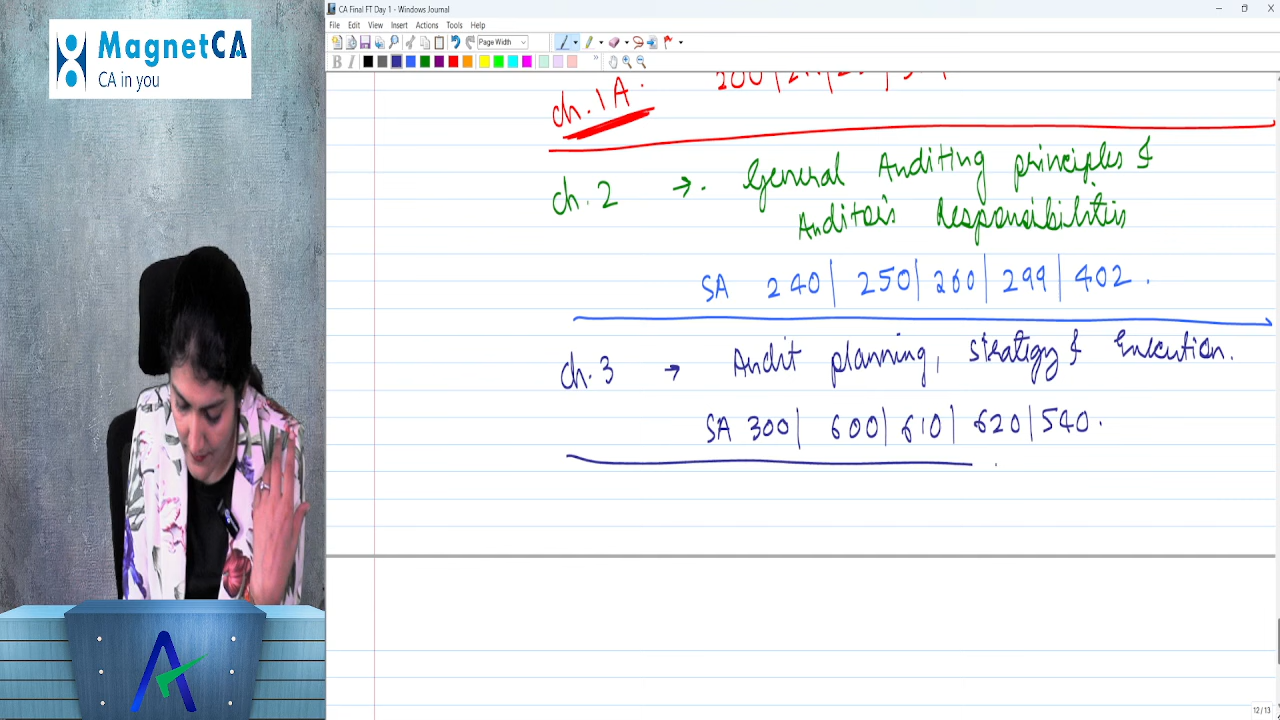 MagnetCA
CA in you
CA Final FT Day 1 - Windows Journal
File Edit View Insert Actions Tools Help
Page Width
B I
ch. 1 A.
ch. 2 → General Auditing principles &
Auditor's Responsibilities
SA 240 | 250 | 260 | 299 | 402.
ch. 3 → Audit planning, strategy & Execution.
SA 300 | 600 | 610 | 620 | 540.
12 / 13